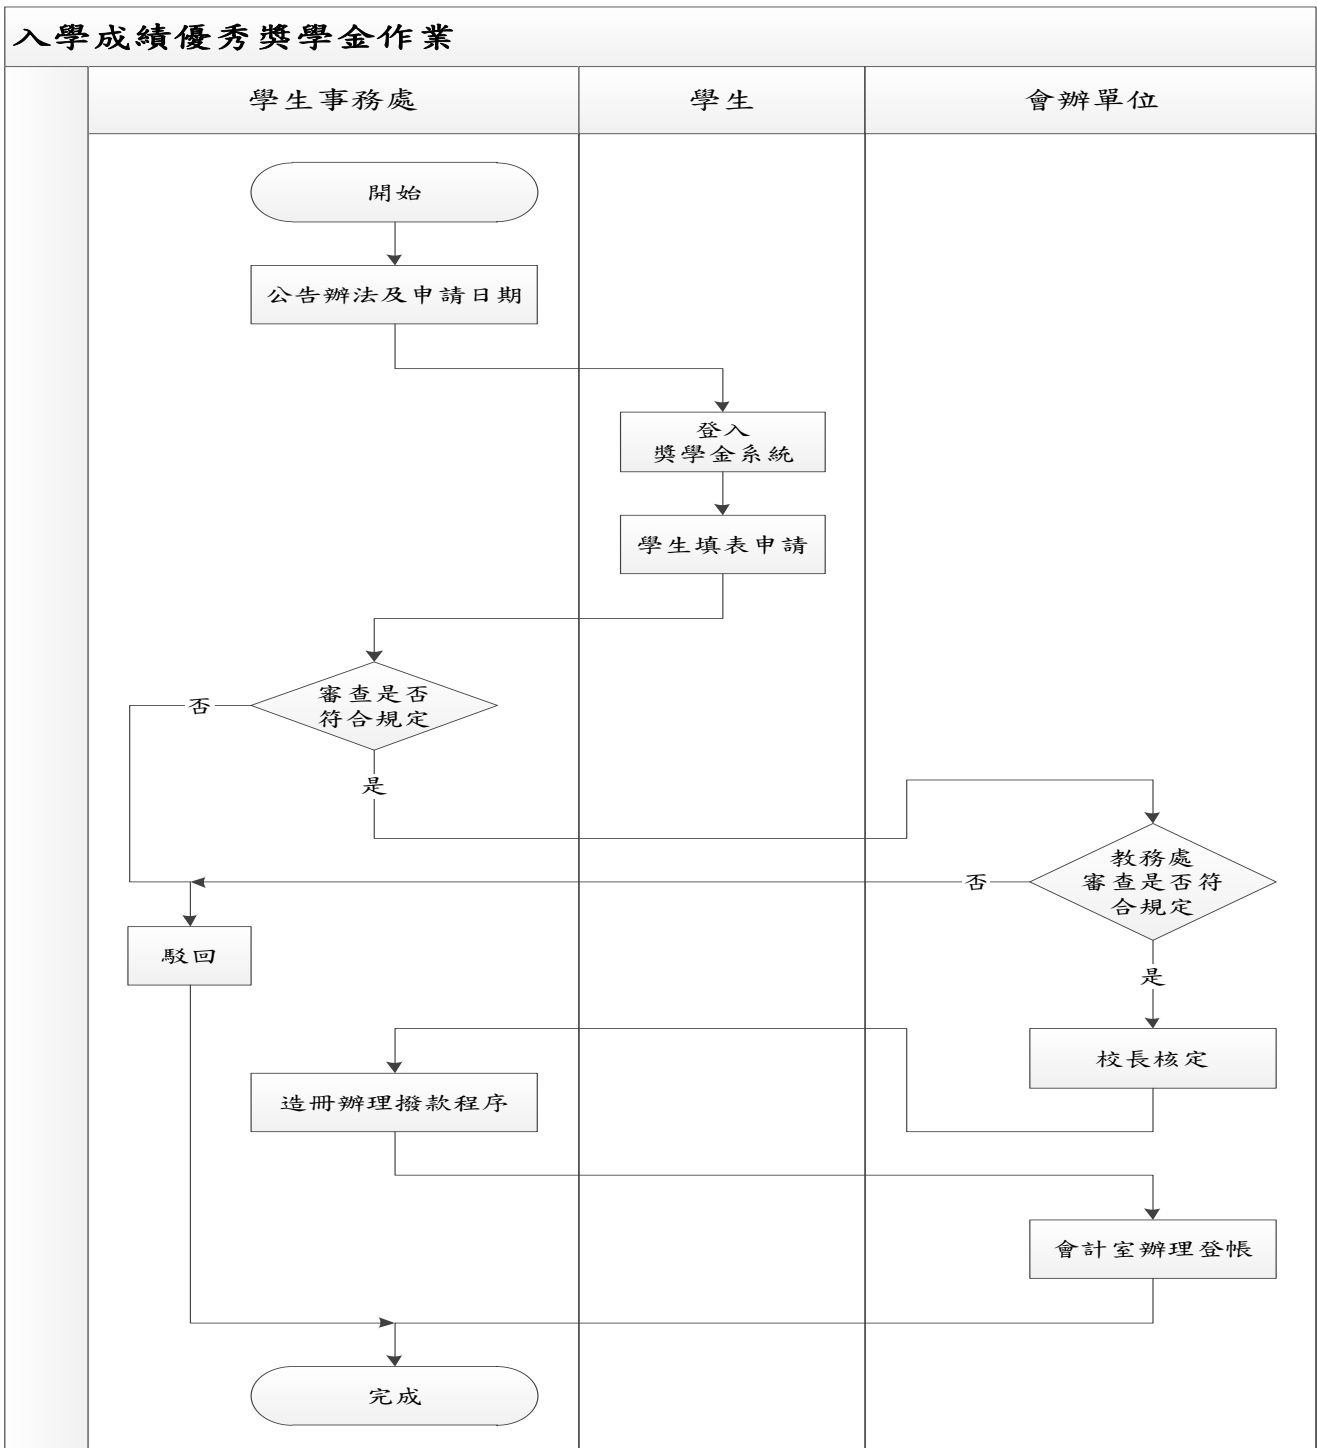 入學成績優秀獎學金作業
學生事務處
學生
會辦單位
開始
公告辦法及申請日期
登入
獎學金系統
學生填表申請
審查是否
符合規定
否
是
教務處
審查是否符
合規定
否
是
駁回
校長核定
造冊辦理撥款程序
會計室辦理登帳
完成